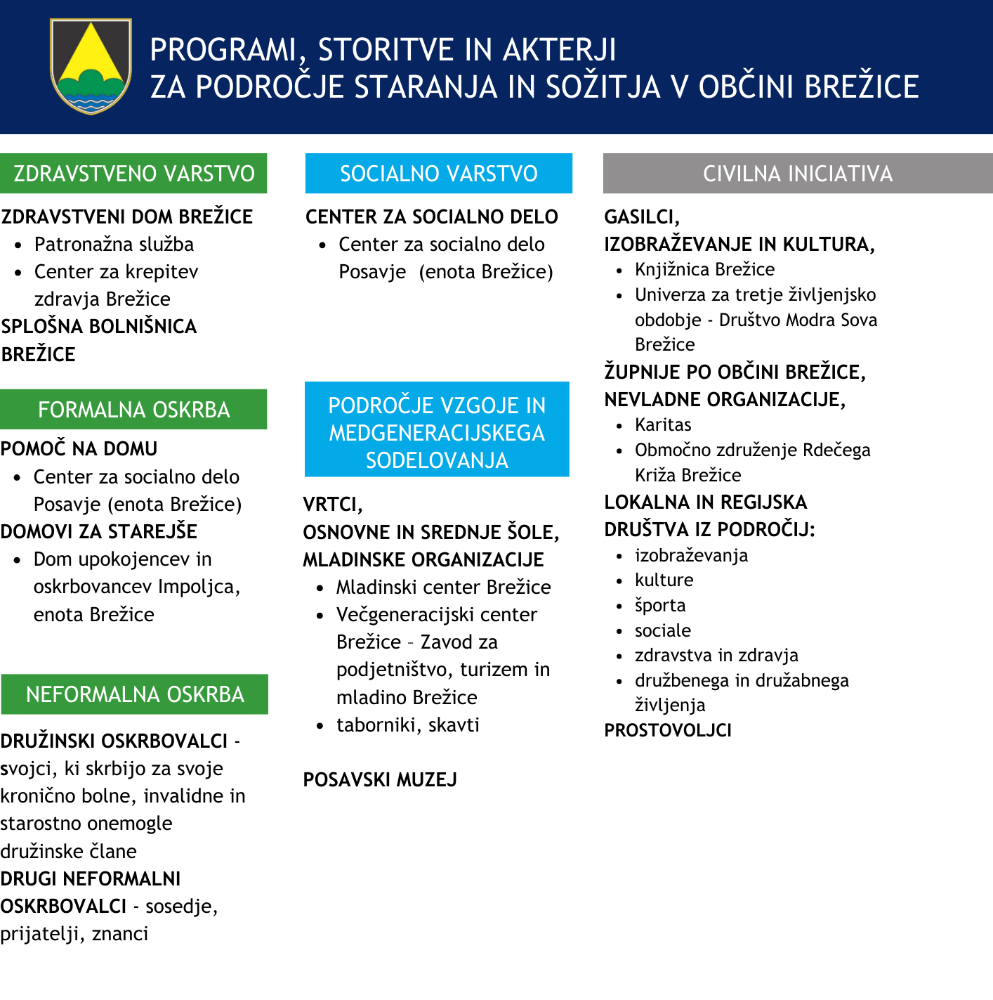 PROGRAMI, STORITVE IN AKTERJI
ZA PODROČJE STARANJA IN SOŽITJA V OBČINI BREŽICE
ZDRAVSTVENO VARSTVO
ZDRAVSTVENI DOM BREŽICE
• Patronažna služba
• Center za krepitev
zdravja Brežice
SPLOŠNA BOLNIŠNICA
BREŽICE
FORMALNA OSKRBA
POMOČ NA DOMU
• Center za socialno delo
Posavje (enota Brežice)
DOMOVI ZA STAREJŠE
• Dom upokojencev in
oskrbovancev Impoljca,
enota Brežice
NEFORMALNA OSKRBA
DRUŽINSKI OSKRBOVALCI -
svojci, ki skrbijo za svoje
kronično bolne, invalidne in
starostno onemogle
družinske člane
DRUGI NEFORMALNI
OSKRBOVALCI - sosedje,
prijatelji, znanci
SOCIALNO VARSTVO
CENTER ZA SOCIALNO DELO
• Center za socialno delo
Posavje (enota Brežice)
PODROČJE VZGOJE IN
MEDGENERACIJSKEGA
SODELOVANJA
VRTCI,
OSNOVNE IN SREDNJE ŠOLE,
MLADINSKE ORGANIZACIJE
• Mladinski center Brežice
• Večgeneracijski center
Brežice – Zavod za
podjetništvo, turizem in
mladino Brežice
• taborniki, skavti
POSAVSKI MUZEJ
CIVILNA INICIATIVA
GASILCI,
IZOBRAŽEVANJE IN KULTURA,
• Knjižnica Brežice
• Univerza za tretje življenjsko
obdobje - Društvo Modra Sova
Brežice
ŽUPNIJE PO OBČINI BREŽICE,
NEVLADNE ORGANIZACIJE,
• Karitas
• Območno združenje Rdečega
Križa Brežice
LOKALNA IN REGIJSKA
DRUŠTVA IZ PODROČIJ:
• izobraževanja
• kulture
• športa
• sociale
• zdravstva in zdravja
• družbenega in družabnega
življenja
PROSTOVOLJCI